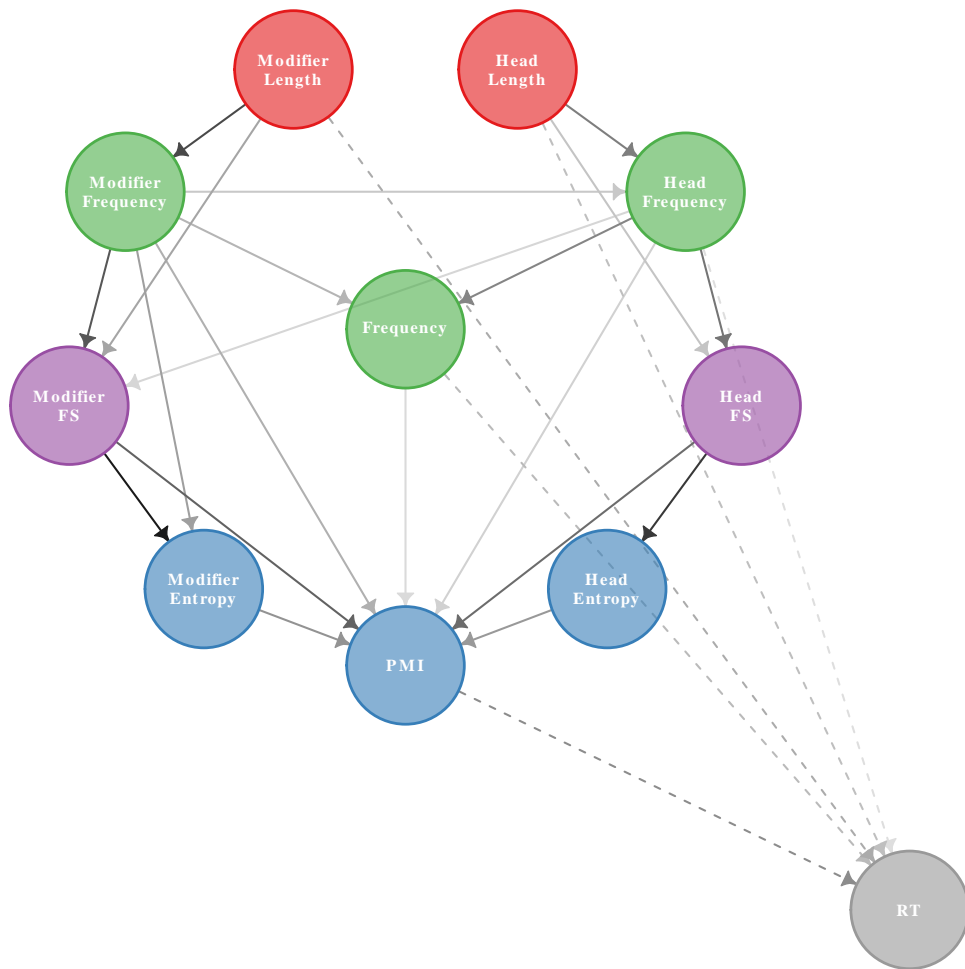 Modifier
Length
Head
Length
Modifier
Frequency
Head
Frequency
Frequency
Modifier
FS
Head
FS
Modifier
Entropy
Head
Entropy
PMI
RT